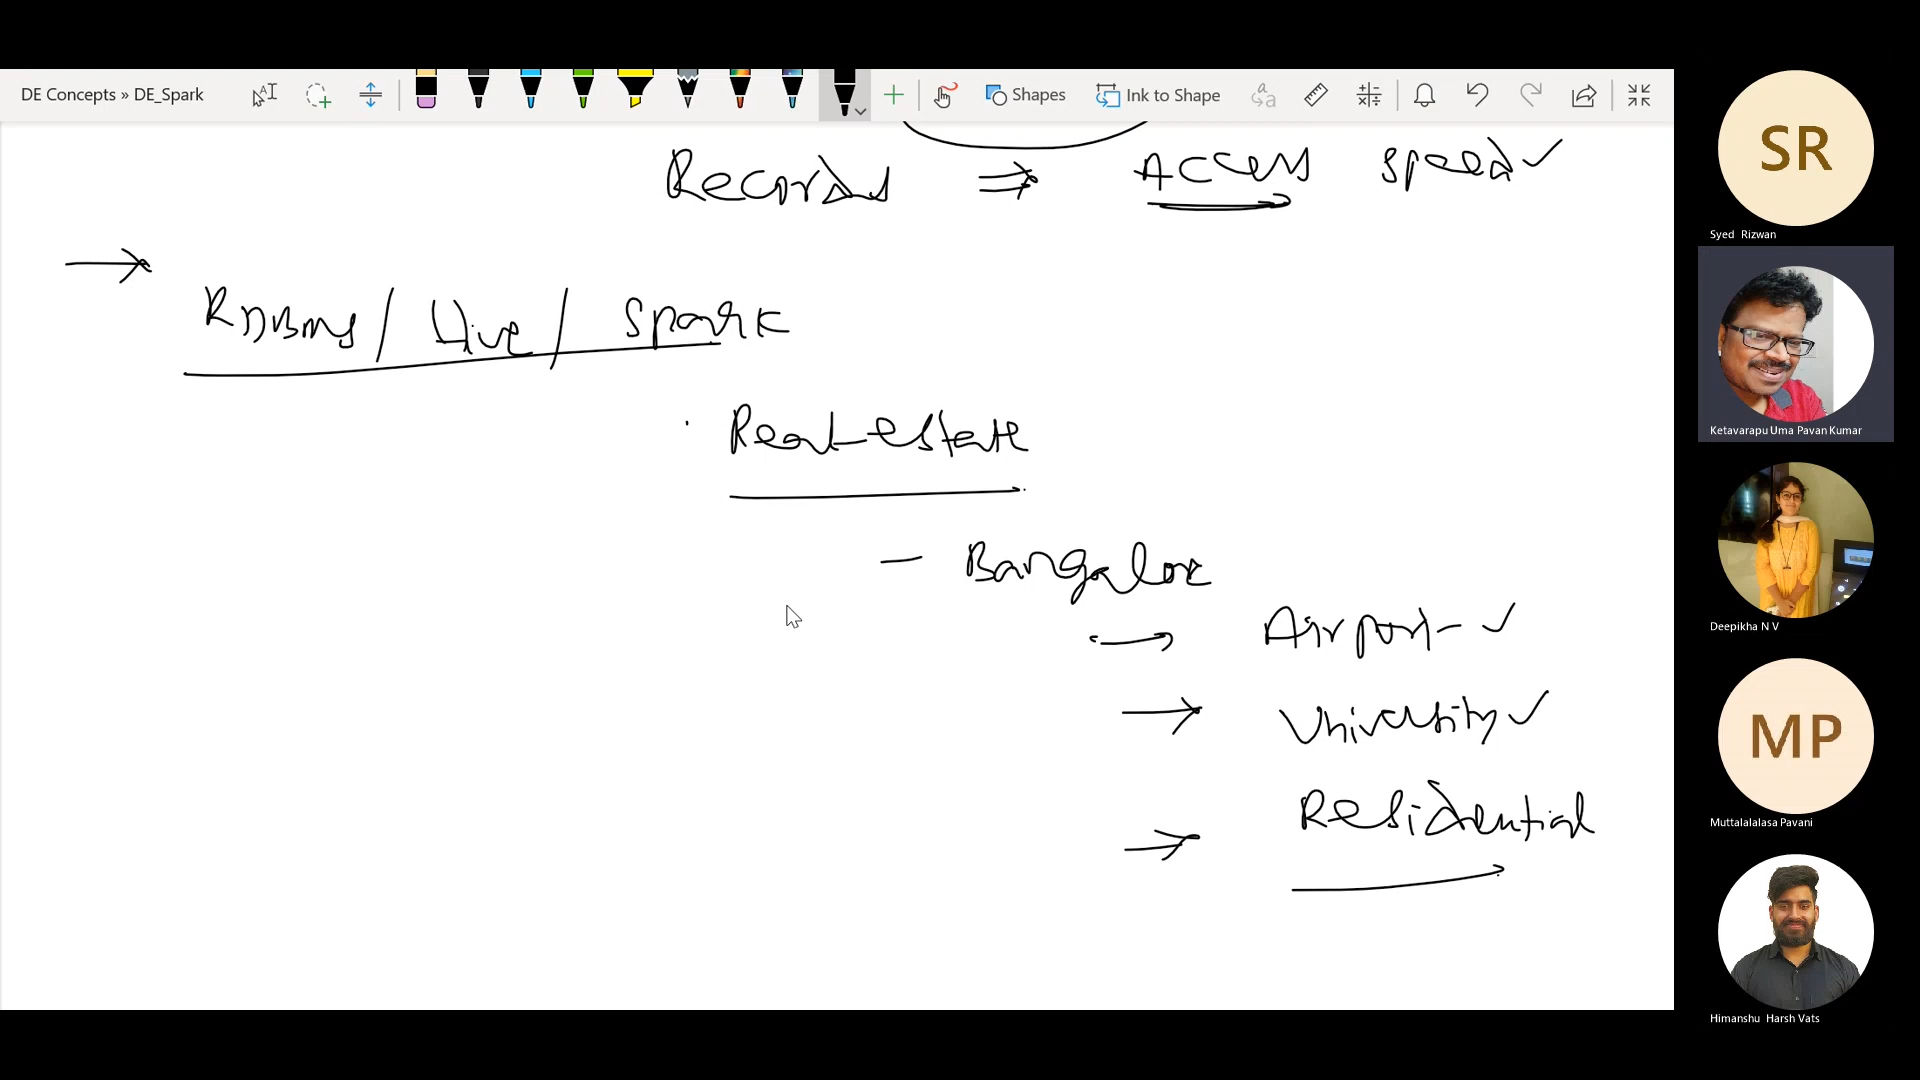 DE Concepts » DE_Spark
Shapes
Ink to Shape
Records ⇒ Access Speed✓
→
RDBMS / Hive / Spark
Real-estate
- Bangalore
→ Airport - ✓
→ University ✓
→ Residential
SR
Syed Rizwan
Ketavarapu Uma Pavan Kumar
Deepikha N V
MP
Muttalalalasa Pavani
Himanshu Harsh Vats